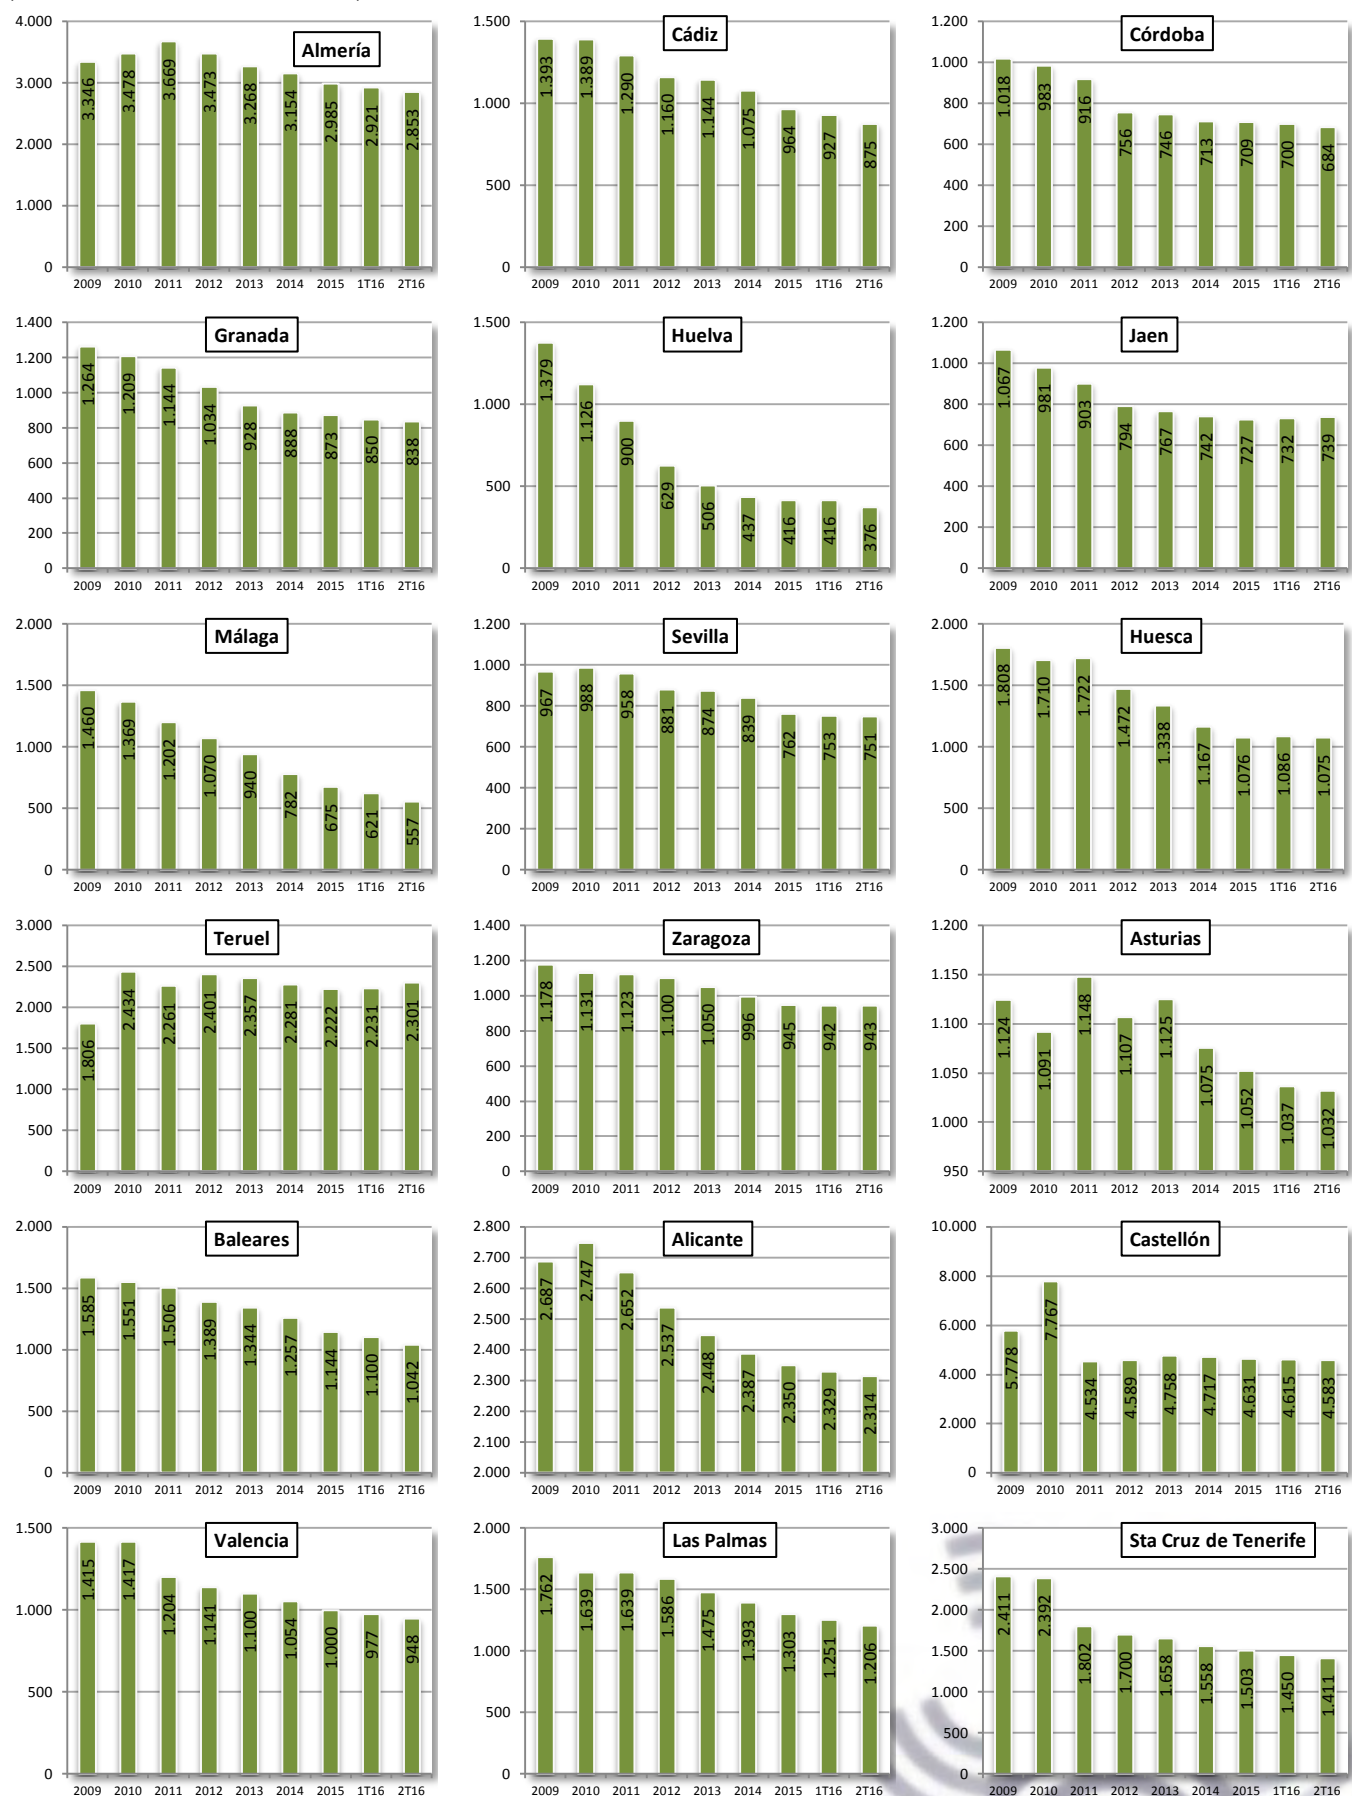 Almería
4.000
3.000
2.000
1.000
0
3.346 3.478 3.669 3.473 3.268 3.154 2.985 2.921 2.853
2009 2010 2011 2012 2013 2014 2015 1T16 2T16
Cádiz
1.500
1.000
500
0
1.393 1.389 1.290 1.160 1.144 1.075 964 927 875
2009 2010 2011 2012 2013 2014 2015 1T16 2T16
Córdoba
1.200
1.000
800
600
400
200
0
1.018 983 916 756 746 713 709 700 684
2009 2010 2011 2012 2013 2014 2015 1T16 2T16
Granada
1.400
1.200
1.000
800
600
400
200
0
1.264 1.209 1.144 1.034 928 888 873 850 838
2009 2010 2011 2012 2013 2014 2015 1T16 2T16
Huelva
1.500
1.000
500
0
1.379 1.126 900 629 506 437 416 416 376
2009 2010 2011 2012 2013 2014 2015 1T16 2T16
Jaen
1.200
1.000
800
600
400
200
0
1.067 981 903 794 767 742 727 732 739
2009 2010 2011 2012 2013 2014 2015 1T16 2T16
Málaga
2.000
1.500
1.000
500
0
1.460 1.369 1.202 1.070 940 782 675 621 557
2009 2010 2011 2012 2013 2014 2015 1T16 2T16
Sevilla
1.200
1.000
800
600
400
200
0
967 988 958 881 874 839 762 753 751
2009 2010 2011 2012 2013 2014 2015 1T16 2T16
Huesca
2.000
1.500
1.000
500
0
1.808 1.710 1.722 1.472 1.338 1.167 1.076 1.086 1.075
2009 2010 2011 2012 2013 2014 2015 1T16 2T16
Teruel
3.000
2.500
2.000
1.500
1.000
500
0
1.806 2.434 2.261 2.401 2.357 2.281 2.222 2.231 2.301
2009 2010 2011 2012 2013 2014 2015 1T16 2T16
Zaragoza
1.400
1.200
1.000
800
600
400
200
0
1.178 1.131 1.123 1.100 1.050 996 945 942 943
2009 2010 2011 2012 2013 2014 2015 1T16 2T16
Asturias
1.200
1.150
1.100
1.050
1.000
950
1.124 1.091 1.148 1.107 1.125 1.075 1.052 1.037 1.032
2009 2010 2011 2012 2013 2014 2015 1T16 2T16
Baleares
2.000
1.500
1.000
500
0
1.585 1.551 1.506 1.389 1.344 1.257 1.144 1.100 1.042
2009 2010 2011 2012 2013 2014 2015 1T16 2T16
Alicante
2.800
2.700
2.600
2.500
2.400
2.300
2.200
2.100
2.000
2.687 2.747 2.652 2.537 2.448 2.387 2.350 2.329 2.314
2009 2010 2011 2012 2013 2014 2015 1T16 2T16
Castellón
10.000
8.000
6.000
4.000
2.000
0
5.778 7.767 4.534 4.589 4.758 4.717 4.631 4.615 4.583
2009 2010 2011 2012 2013 2014 2015 1T16 2T16
Valencia
1.500
1.000
500
0
1.415 1.417 1.204 1.141 1.100 1.054 1.000 977 948
2009 2010 2011 2012 2013 2014 2015 1T16 2T16
Las Palmas
2.000
1.500
1.000
500
0
1.762 1.639 1.639 1.586 1.475 1.393 1.303 1.251 1.206
2009 2010 2011 2012 2013 2014 2015 1T16 2T16
Sta Cruz de Tenerife
3.000
2.500
2.000
1.500
1.000
500
0
2.411 2.392 1.802 1.700 1.658 1.558 1.503 1.450 1.411
2009 2010 2011 2012 2013 2014 2015 1T16 2T16